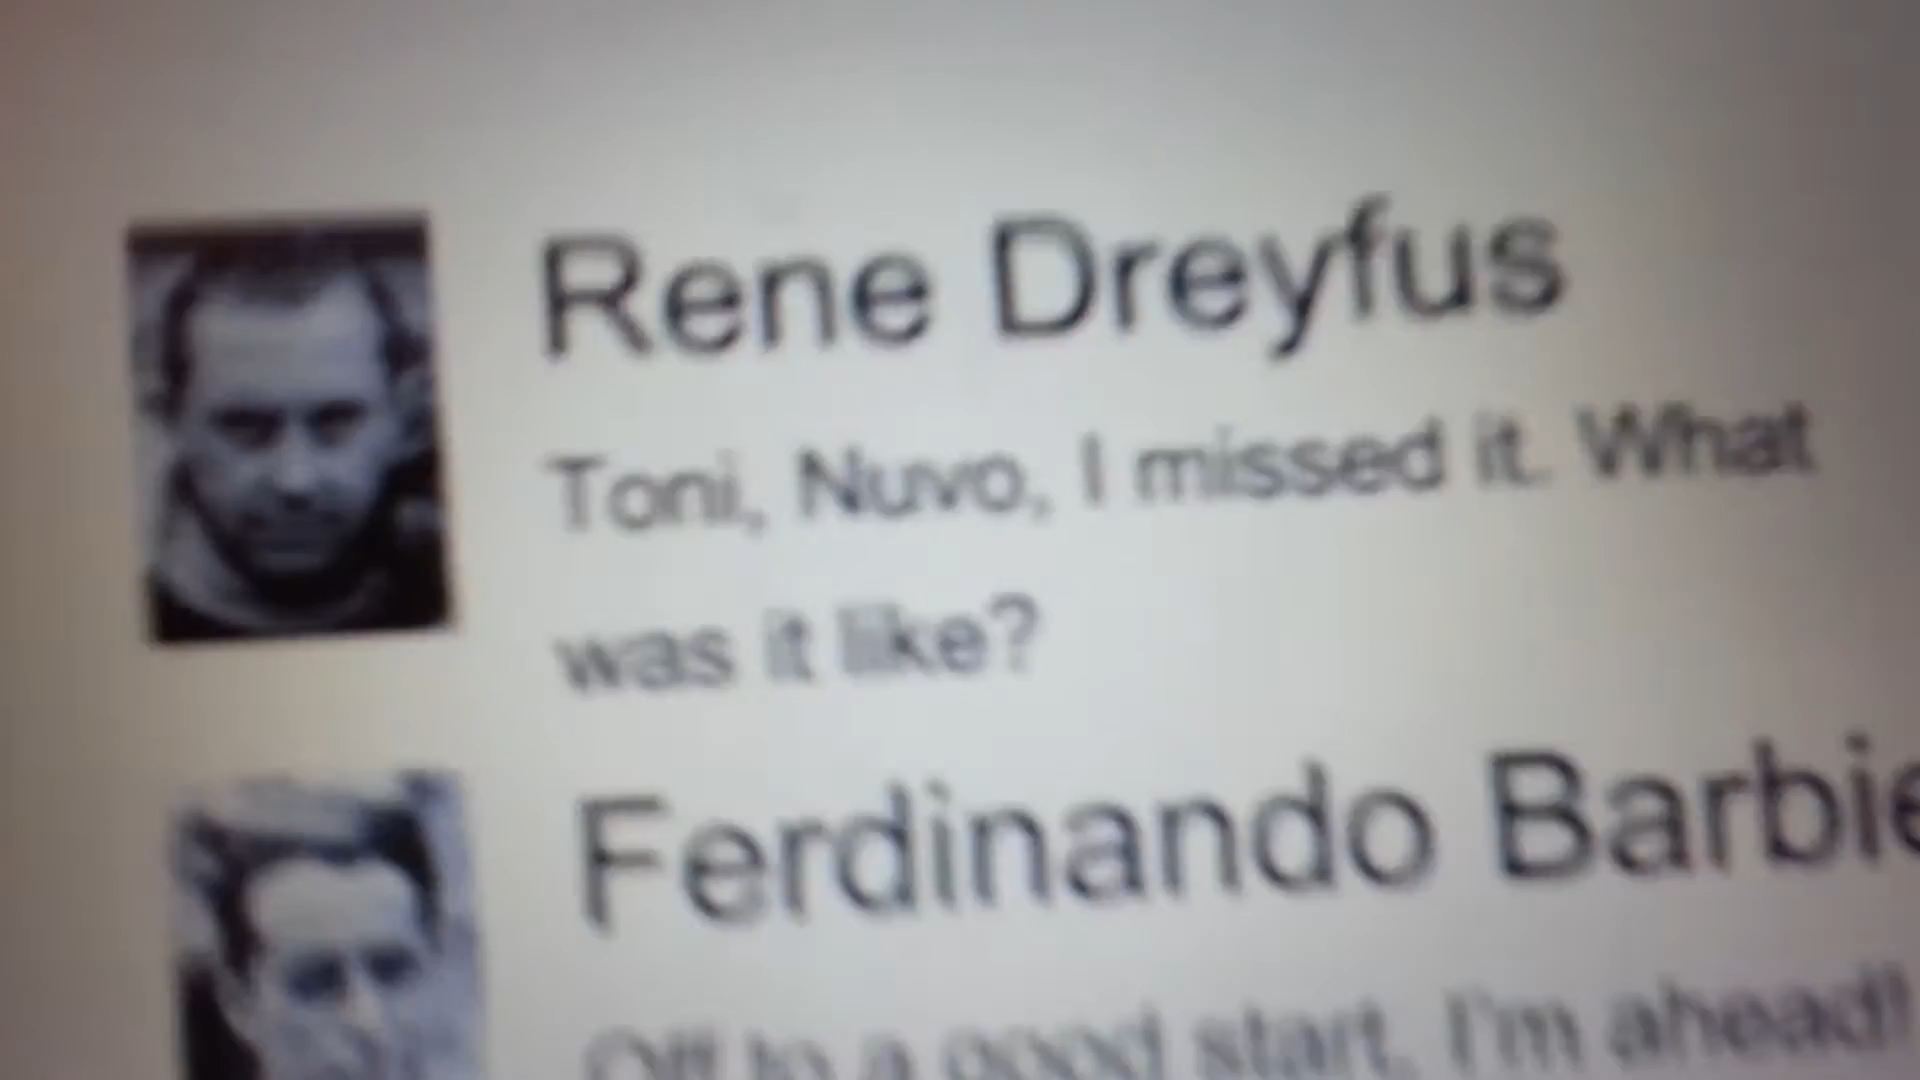 Rene Dreyfus
Toni, Nuvo, I missed it. What
was it like?
Ferdinando Barbie
Off to a good start, I'm ahead!